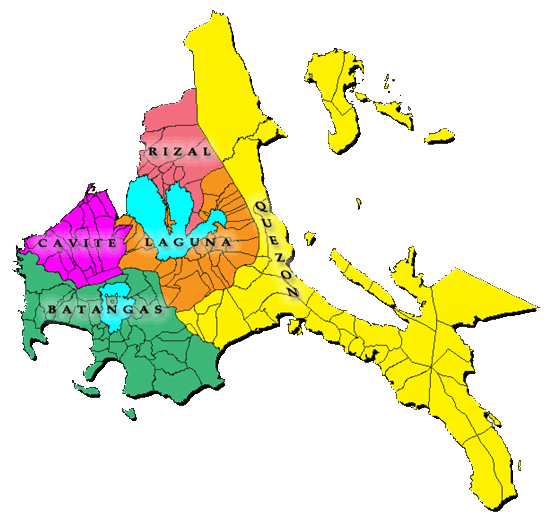 RIZAL
QUEZON
CAVITE
LAGUNA
BATANGAS